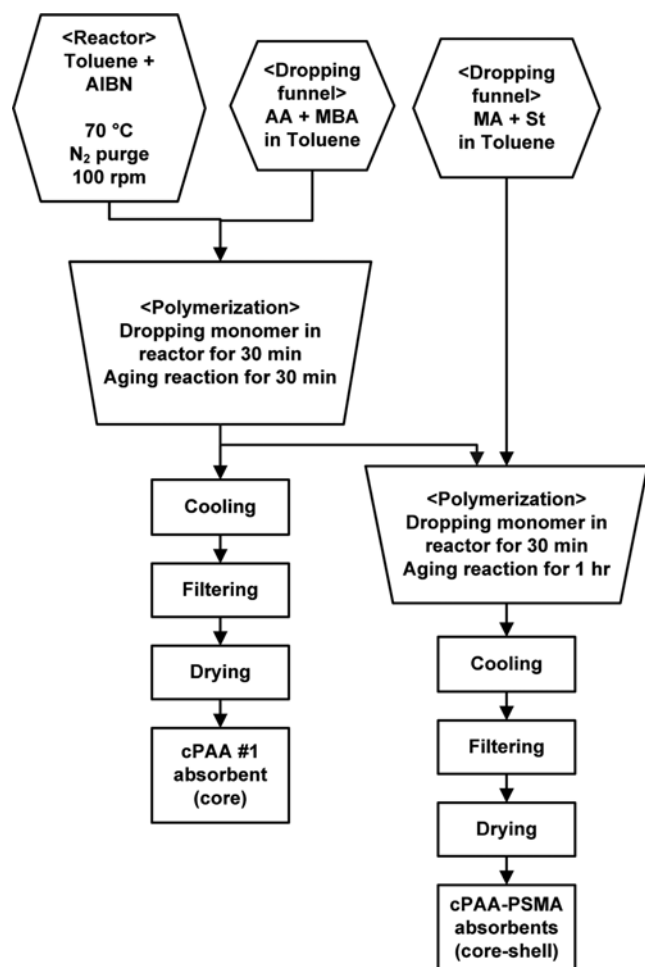 <Reactor>
Toluene +
AIBN
70 °C
N₂ purge
100 rpm
<Dropping
funnel>
AA + MBA
in Toluene
<Dropping
funnel>
MA + St
in Toluene
<Polymerization>
Dropping monomer in
reactor for 30 min
Aging reaction for 30 min
Cooling
Filtering
Drying
cPAA #1
absorbent
(core)
<Polymerization>
Dropping monomer in
reactor for 30 min
Aging reaction for 1 hr
Cooling
Filtering
Drying
cPAA-PSMA
absorbents
(core-shell)